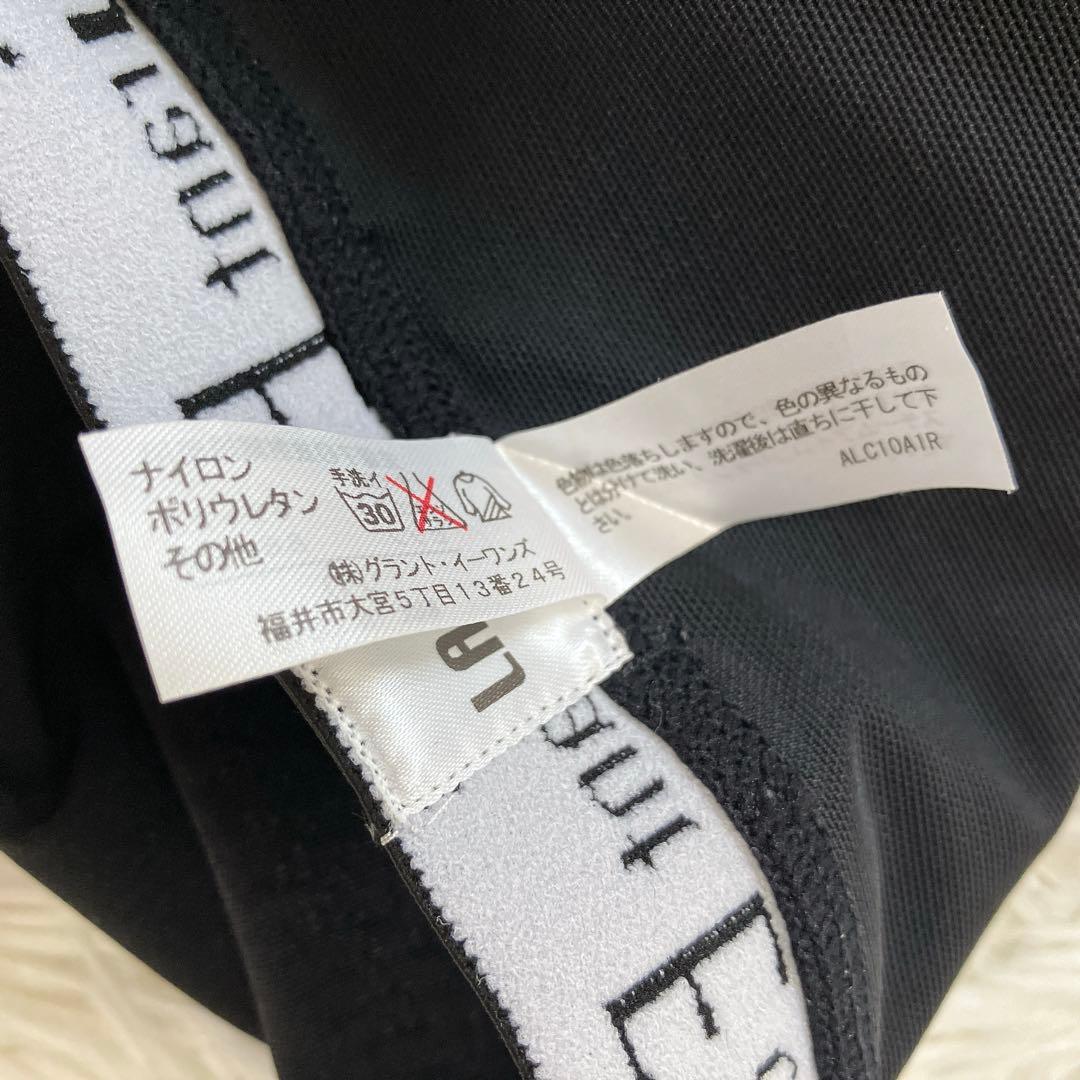 ナイロン
ポリウレタン
その他
手洗イ
30
(株)グラント・イーワンズ
福井市大宮5丁目13番24号
色物は色落ちしますので、色の異なるもの
とは分けて洗い、洗濯後は直ちに干して下
さい。
ALC10AIR
LA
Grant E